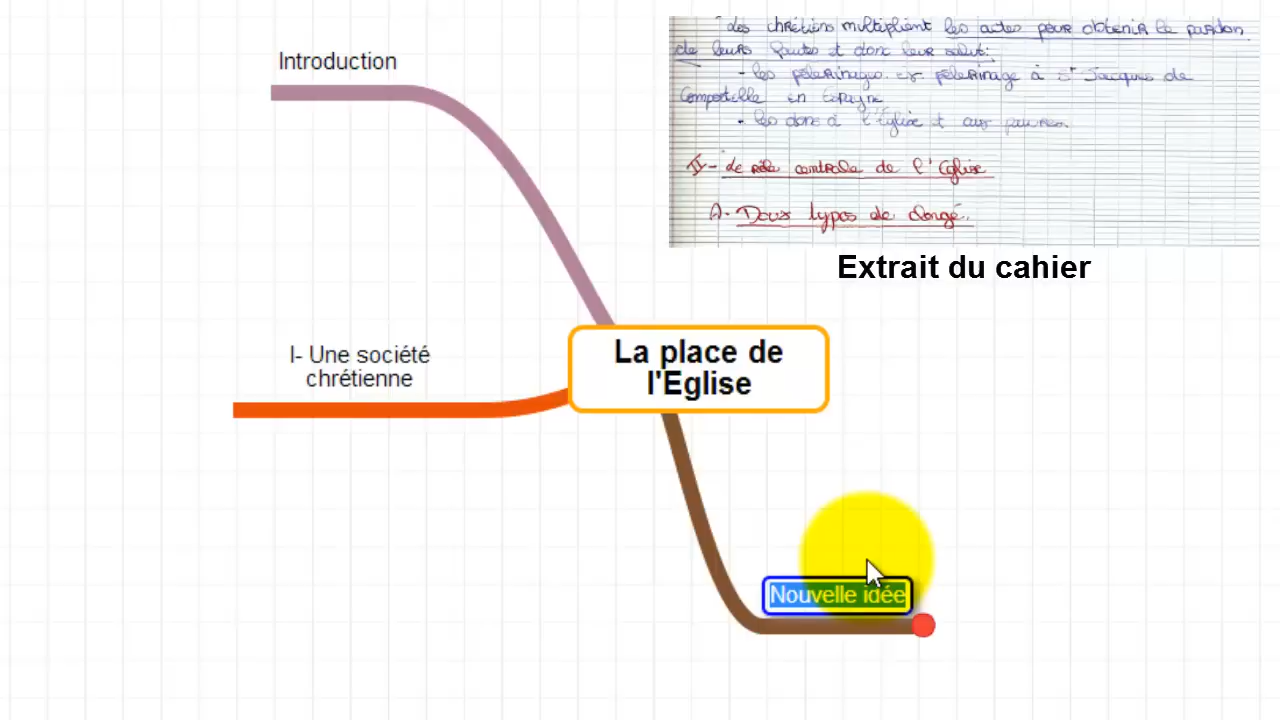 Introduction
des chrétiens multiplient les actes pour obtenir le pardon
de leurs fautes et donc leur salut:
- les pèlerinages. ex pèlerinage à St Jacques de
Compostelle en Espagne
- les dons à l'église et aux pauvres.
II- Le rôle centrale de l'Eglise
A- Deux types de clergé.
Extrait du cahier
I- Une société
chrétienne
La place de
l'Eglise
Nouvelle idée